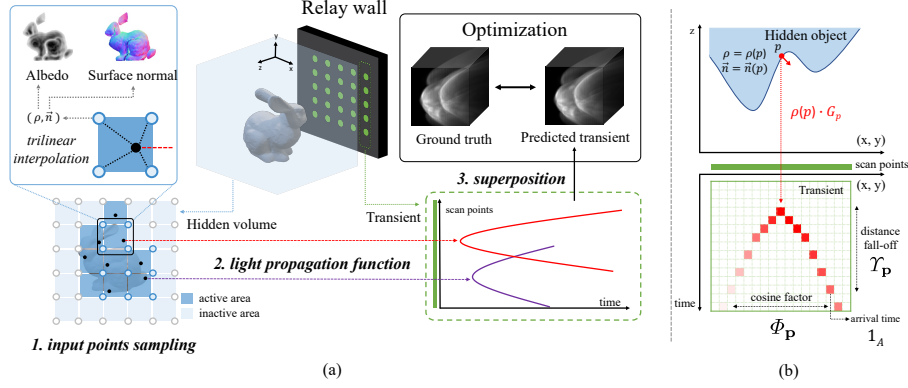 Albedo
Surface normal
(ρ, n⃗)
trilinear
interpolation
Relay wall
y
z
x
Hidden volume
Transient
Optimization
Ground truth
Predicted transient
3. superposition
scan points
time
2. light propagation function
active area
inactive area
1. input points sampling
(a)
z
Hidden object
p
ρ = ρ(p)
n⃗ = n⃗(p)
ρ(p) · G_p
(x, y)
scan points
(x, y)
Transient
distance
fall-off
ϒ_p
time
cosine factor
Φ_p
arrival time
1_A
(b)